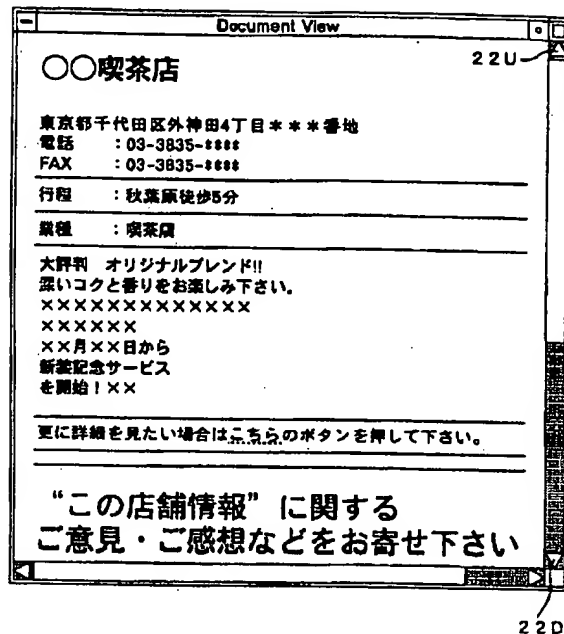 Document View
22U
○○喫茶店
東京都千代田区外神田4丁目＊＊＊番地
電話 : 03-3835-****
FAX : 03-3835-****
行程 : 秋葉原徒歩5分
業種 : 喫茶店
大評判 オリジナルブレンド!!
深いコクと香りをお楽しみ下さい。
×××××××××××××
××××××
××月××日から
新装記念サービス
を開始！××
更に詳細を見たい場合はこちらのボタンを押して下さい。
“この店舗情報”に関する
ご意見・ご感想などをお寄せ下さい
22D